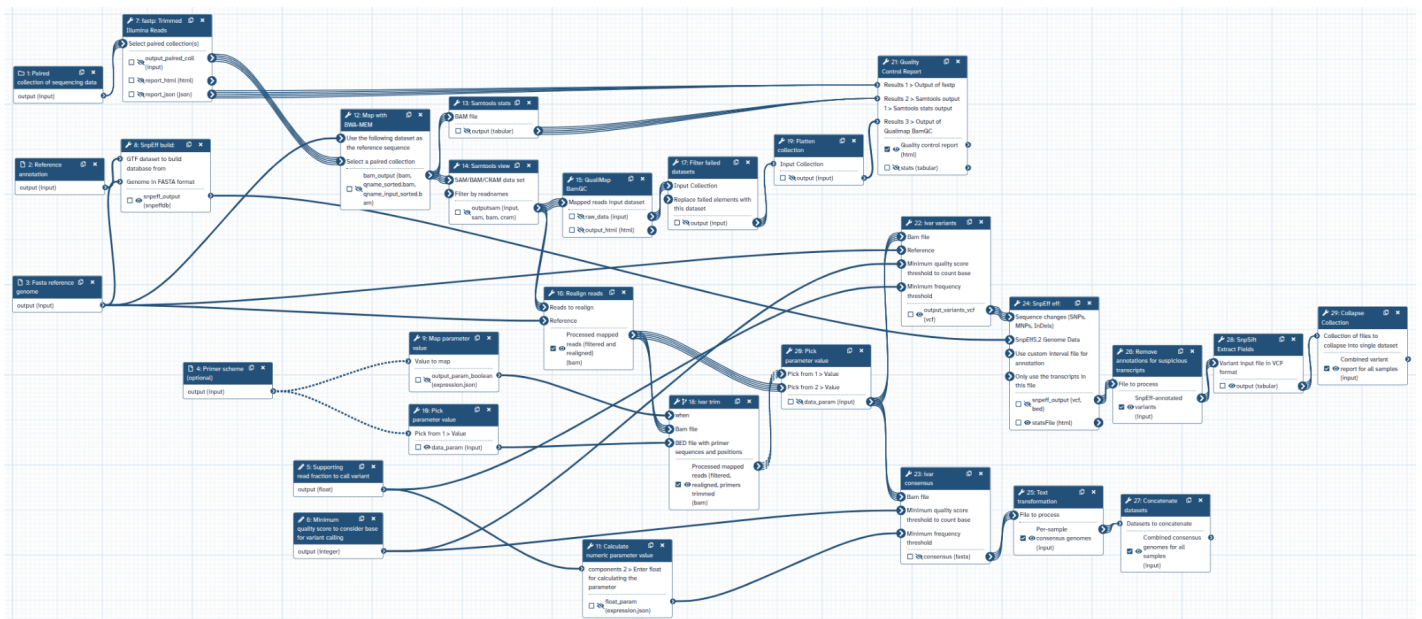 1: Paired
collection of sequencing data
output (input)
2: Reference
annotation
output (input)
3: Fasta reference
genome
output (input)
4: Primer scheme
(optional)
output (input)
5: Supporting
read fraction to call variant
output (float)
6: Minimum
quality score to consider base
for variant calling
output (integer)
7: fastp: Trimmed
Illumina Reads
Select paired collection(s)
output_paired_coll
(input)
report_html (html)
report_json (json)
8: SnpEff build:
GTF dataset to build
database from
Genome in FASTA format
snpeff_output
(snpeffdb)
9: Map parameter
value
Value to map
output_param_boolean
(expression.json)
10: Pick
parameter value
Pick from 1 > Value
data_param (input)
11: Calculate
numeric parameter value
components 2 > Enter float
for calculating the
parameter
float_param
(expression.json)
12: Map with
BWA-MEM
Use the following dataset as
the reference sequence
Select a paired collection
bam_output (bam,
qname_sorted.bam,
qname_input_sorted.b
am)
13: Samtools stats
BAM file
output (tabular)
14: Samtools view
SAM/BAM/CRAM data set
Filter by readnames
outputsam (input,
sam, bam, cram)
15: QualiMap
BamQC
Mapped reads input dataset
raw_data (input)
output_html (html)
16: Realign reads
Reads to realign
Reference
Processed mapped
reads (filtered and
realigned)
(bam)
17: Filter failed
datasets
Input Collection
Replace failed elements with
this dataset
output (input)
18: ivar trim
when
Bam file
BED file with primer
sequences and positions
Processed mapped
reads (filtered,
realigned, primers
trimmed
(bam)
19: Flatten
collection
Input Collection
output (input)
20: Pick
parameter value
Pick from 1 > Value
Pick from 2 > Value
data_param (input)
21: Quality
Control Report
Results 1 > Output of fastp
Results 2 > Samtools output
1 > Samtools stats output
Results 3 > Output of
Qualimap BamQC
Quality control report
(html)
stats (tabular)
22: ivar variants
Bam file
Reference
Minimum quality score
threshold to count base
Minimum frequency
threshold
output_variants_vcf
(vcf)
23: ivar
consensus
Bam file
Minimum quality score
threshold to count base
Minimum frequency
threshold
consensus (fasta)
24: SnpEff eff:
Sequence changes (SNPs,
MNPs, InDels)
SnpEff5.2 Genome Data
Use custom interval file for
annotation
Only use the transcripts in
this file
snpeff_output (vcf,
bed)
statsFile (html)
25: Text
transformation
File to process
Per-sample
consensus genomes
(input)
26: Remove
annotations for suspicious
transcripts
File to process
SnpEff-annotated
variants
(input)
27: Concatenate
datasets
Datasets to concatenate
Combined consensus
genomes for all
samples
(input)
28: SnpSift
Extract Fields
Variant input file in VCF
format
output (tabular)
29: Collapse
Collection
Collection of files to
collapse into single dataset
Combined variant
report for all samples
(input)